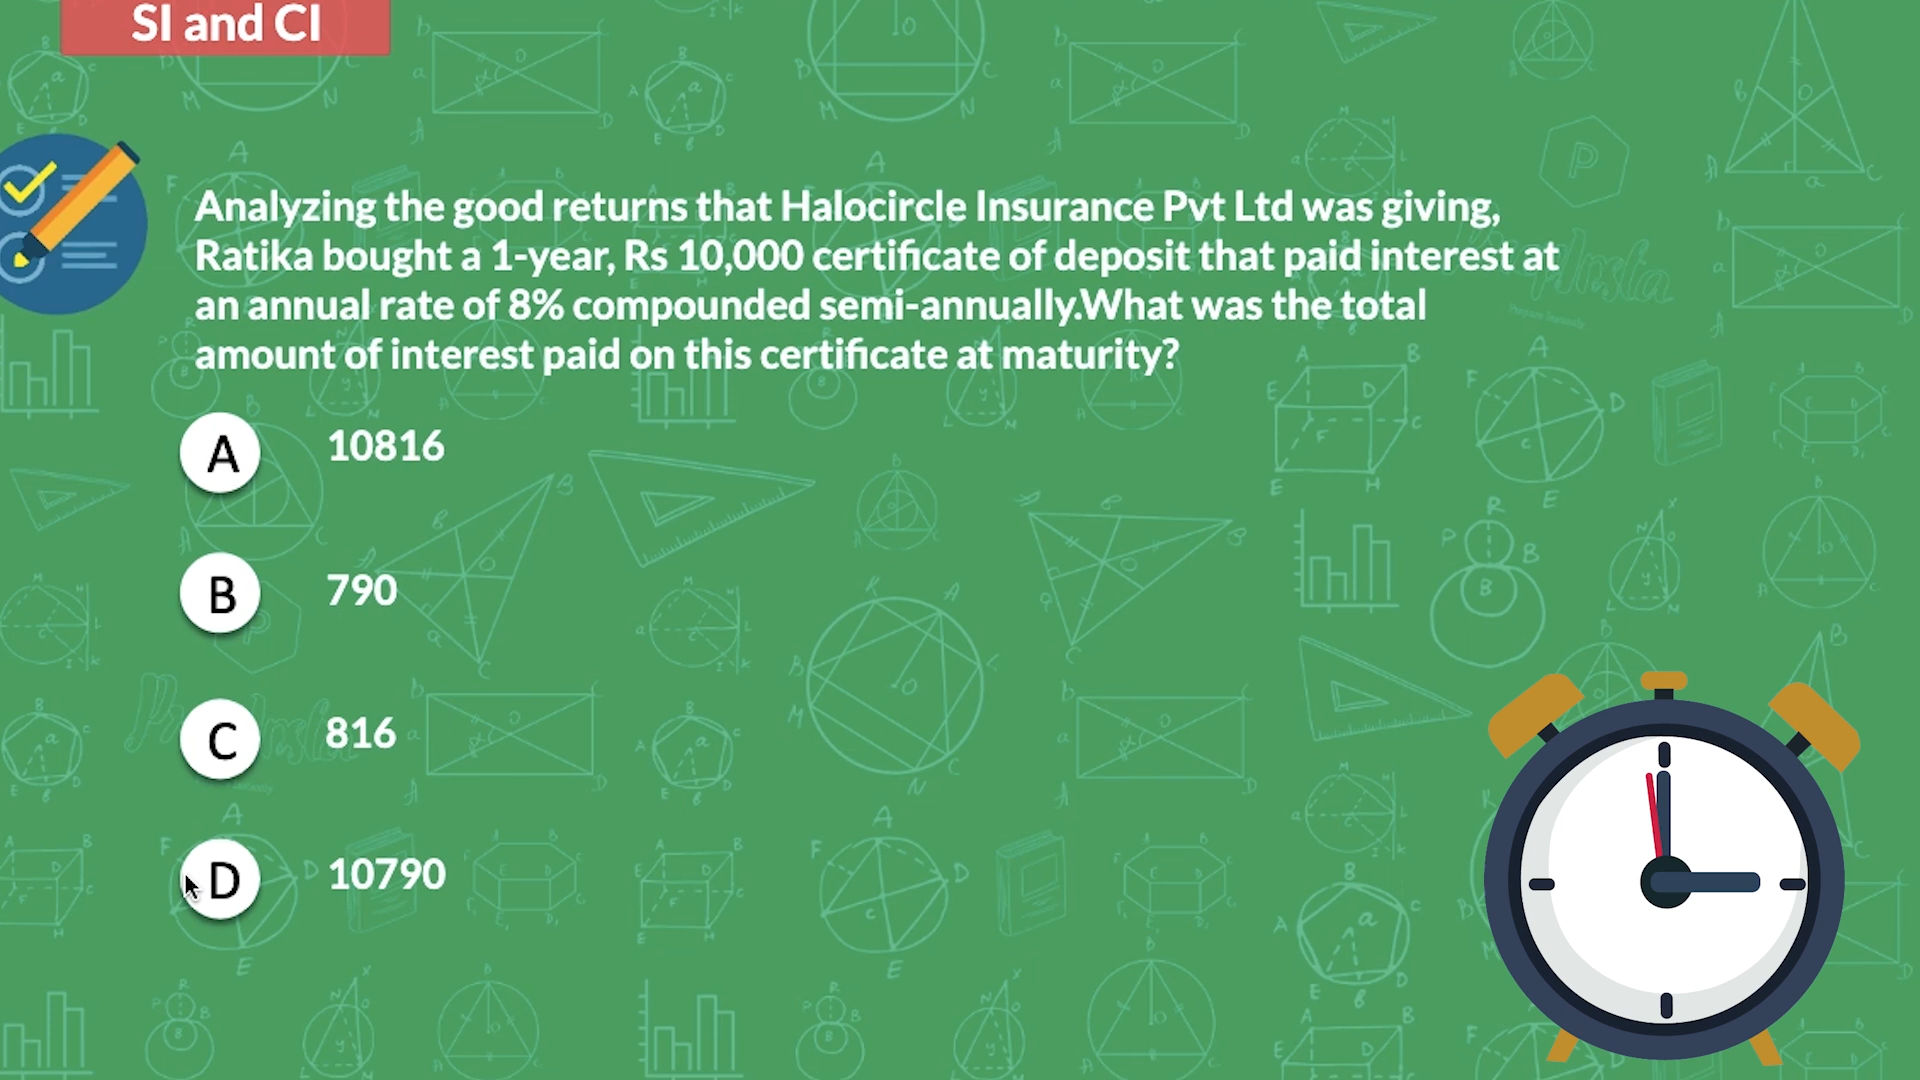 SI and CI
Analyzing the good returns that Halocircle Insurance Pvt Ltd was giving,
Ratika bought a 1-year, Rs 10,000 certificate of deposit that paid interest at
an annual rate of 8% compounded semi-annually.What was the total
amount of interest paid on this certificate at maturity?
A 10816
B 790
C 816
D 10790